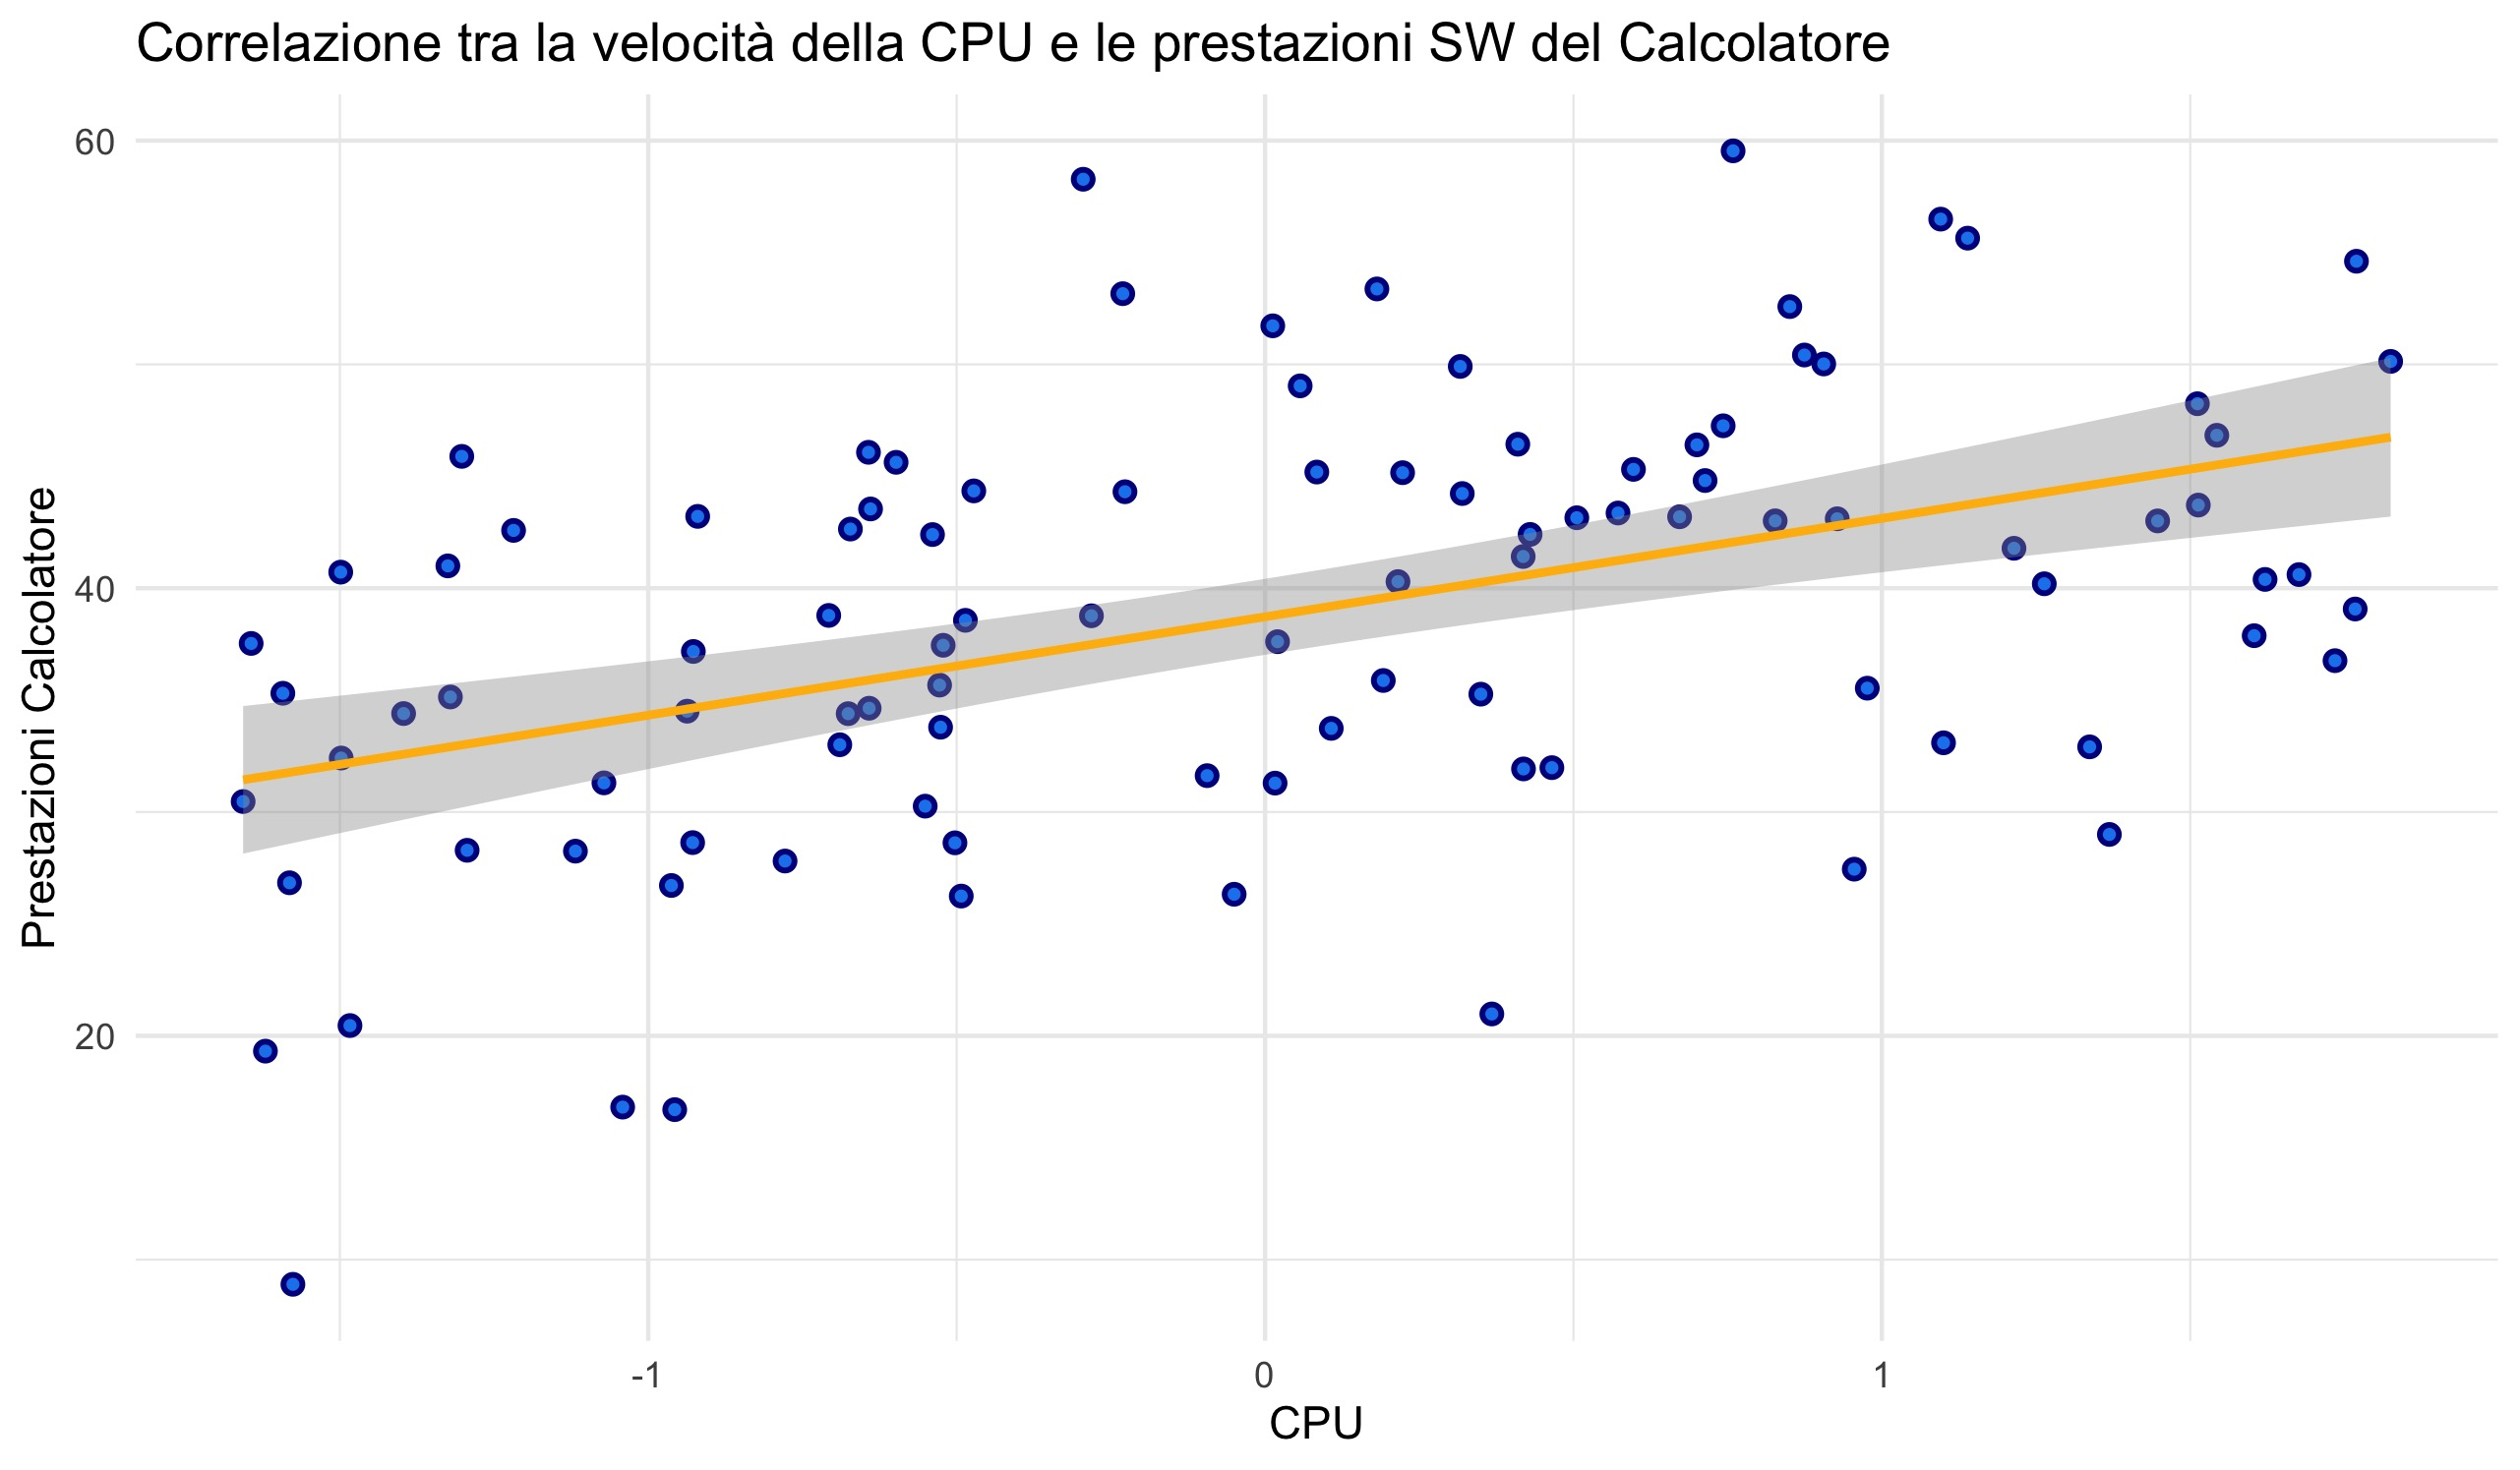 Correlazione tra la velocità della CPU e le prestazioni SW del Calcolatore
Prestazioni Calcolatore
60
40
20
-1
0
1
CPU